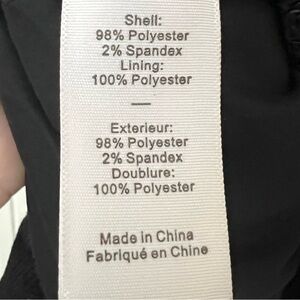 Shell:
98% Polyester
2% Spandex
Lining:
100% Polyester
—
Exterieur:
98% Polyester
2% Spandex
Doublure:
100% Polyester
Made in China
Fabriqué en Chine